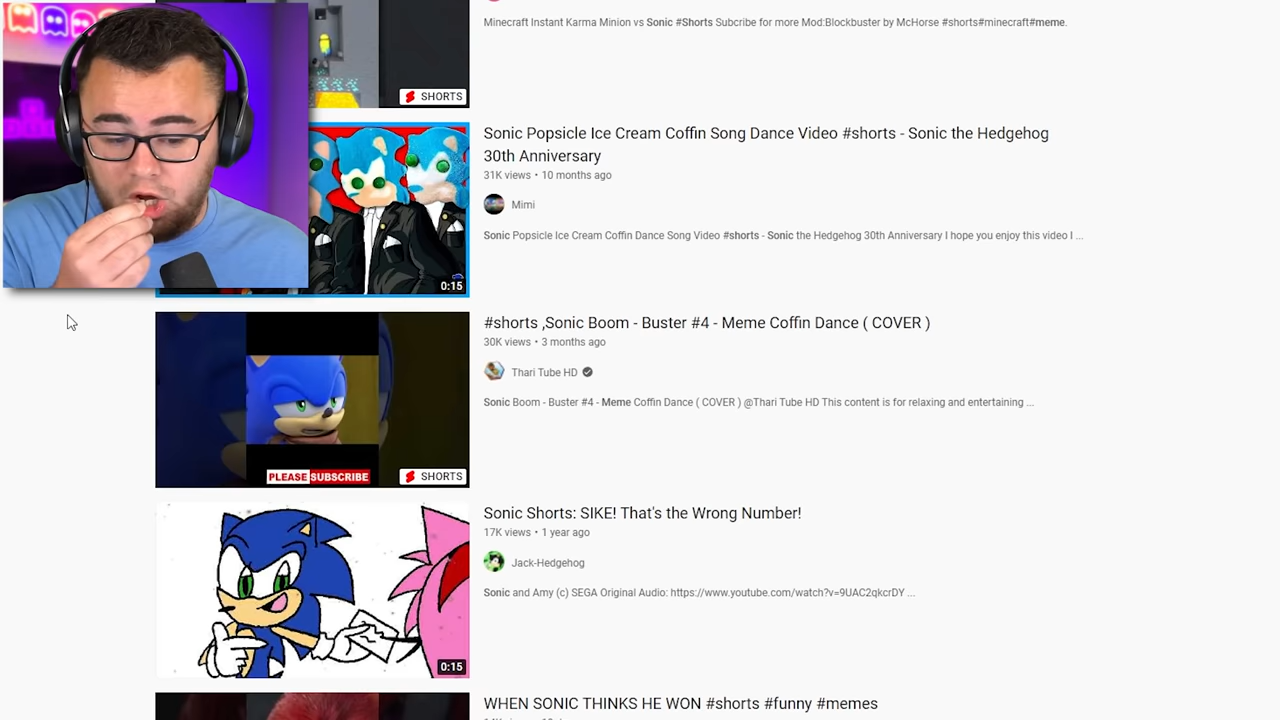 Minecraft Instant Karma Minion vs Sonic #Shorts Subcribe for more Mod:Blockbuster by McHorse #shorts#minecraft#meme.
SHORTS
Sonic Popsicle Ice Cream Coffin Song Dance Video #shorts - Sonic the Hedgehog
30th Anniversary
31K views • 10 months ago
Mimi
Sonic Popsicle Ice Cream Coffin Dance Song Video #shorts - Sonic the Hedgehog 30th Anniversary I hope you enjoy this video I ...
0:15
#shorts ,Sonic Boom - Buster #4 - Meme Coffin Dance ( COVER )
30K views • 3 months ago
Thari Tube HD
Sonic Boom - Buster #4 - Meme Coffin Dance ( COVER ) @Thari Tube HD This content is for relaxing and entertaining ...
PLEASE SUBSCRIBE
SHORTS
Sonic Shorts: SIKE! That's the Wrong Number!
17K views • 1 year ago
Jack-Hedgehog
Sonic and Amy (c) SEGA Original Audio: https://www.youtube.com/watch?v=9UAC2qkcrDY ...
0:15
WHEN SONIC THINKS HE WON #shorts #funny #memes